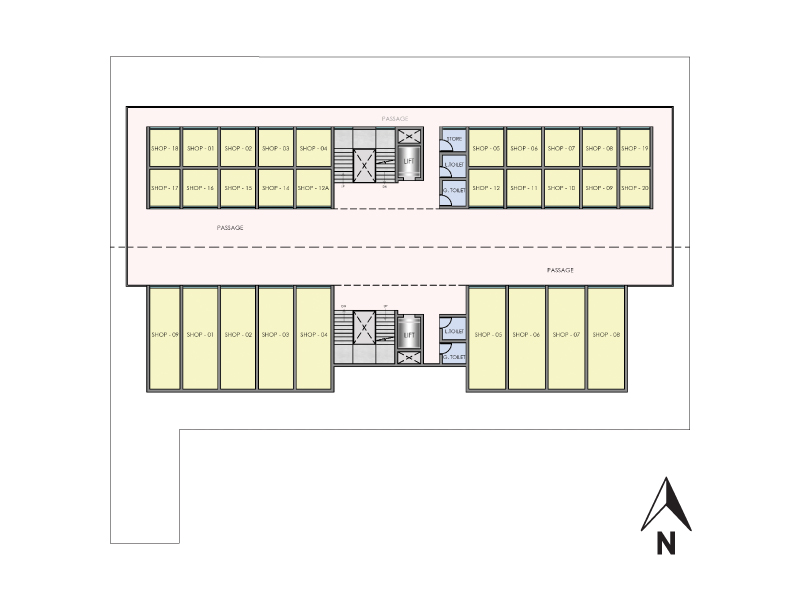 PASSAGE
SHOP - 18 SHOP - 01 SHOP - 02 SHOP - 03 SHOP - 04 LIFT STORE SHOP - 05 SHOP - 06 SHOP - 07 SHOP - 08 SHOP - 19
L.TOILET
SHOP - 17 SHOP - 16 SHOP - 15 SHOP - 14 SHOP - 12A G. TOILET SHOP - 12 SHOP - 11 SHOP - 10 SHOP - 09 SHOP - 20
PASSAGE
PASSAGE
SHOP - 09 SHOP - 01 SHOP - 02 SHOP - 03 SHOP - 04 LIFT L.TOILET SHOP - 05 SHOP - 06 SHOP - 07 SHOP - 08
G. TOILET
N